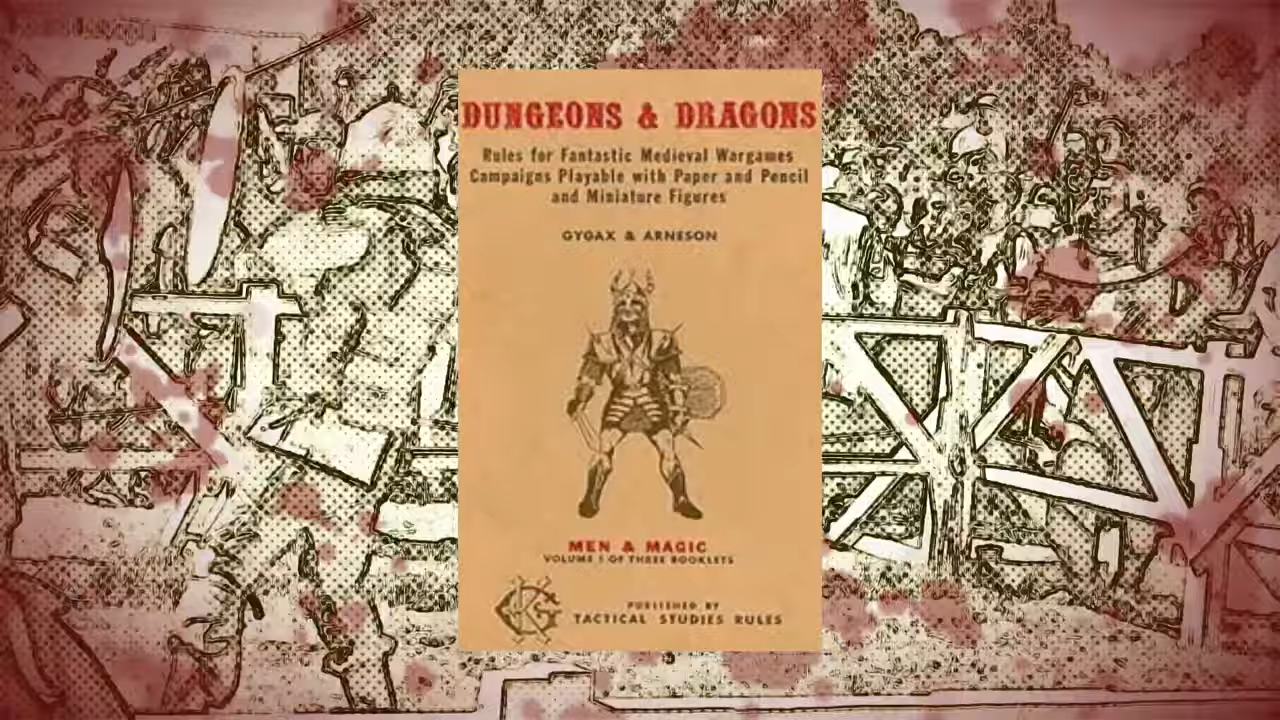 DUNGEONS & DRAGONS
Rules for Fantastic Medieval Wargames
Campaigns Playable with Paper and Pencil
and Miniature Figures
GYGAX & ARNESON
MEN & MAGIC
VOLUME 1 OF THREE BOOKLETS
PUBLISHED BY
TACTICAL STUDIES RULES